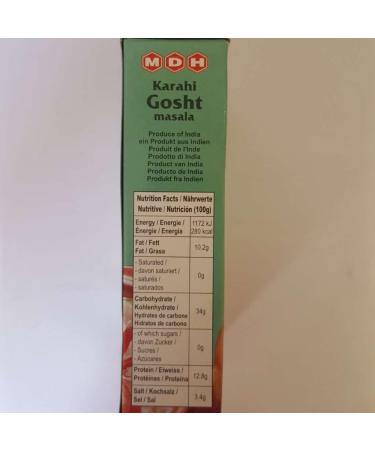 MDH
Karahi
Gosht
masala
Produce of India
ein Produkt aus Indien
Produit de l'Inde
Prodotto di India
Product van India
Producto de India
Produkt fra Indien
Nutrition Facts / Nährwerte
Nutritive / Nutrición (100g)
Energy / Energie / 1172 kJ
Énergie / Energía 280 kcal
Fat / Fett 10.2g
Fat / Grasa
- Saturated /
- davon saturiert / 0g
- saturés /
- saturados
Carbohydrate /
Kohlenhydrate / 34g
Hydrates de carbone
Hidratos de carbono
- of which sugars /
- davon Zucker / 0g
- Sucres /
- Azúcares
Protein / Eiweiss / 12.8g
Protéines / Proteína
Salt / Kochsalz / 3.4g
Sel / Sal